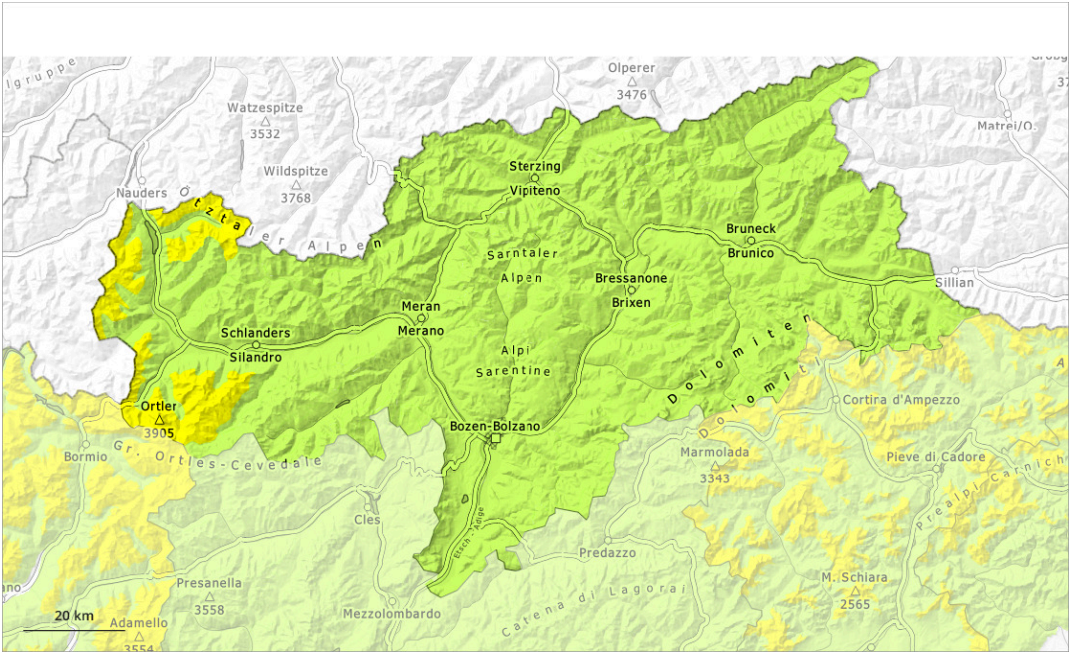 lgruppe
Olperer
3476
Watzespitze
3532
Matrei/O.
Sterzing
Vipiteno
Wildspitze
3768
Nauders
Ötztaler Alpen
Bruneck
Brunico
Sarntaler
Alpen
Sillian
Bressanone
Brixen
Meran
Merano
Schlanders
Silandro
Dolomiten
Alpi
Sarentine
Dolomiti
Cortina d'Ampezzo
Ortler
3905
Bozen-Bolzano
Bormio
Gr. Ortles-Cevedale
Marmolada
3343
Pieve di Cadore
Prealpi Carnich
Cles
Etsch - Adige
Predazzo
Presanella
3558
M. Schiara
2565
ano
Mezzolombardo
Catena di Lagorai
20 km
Adamello
3554